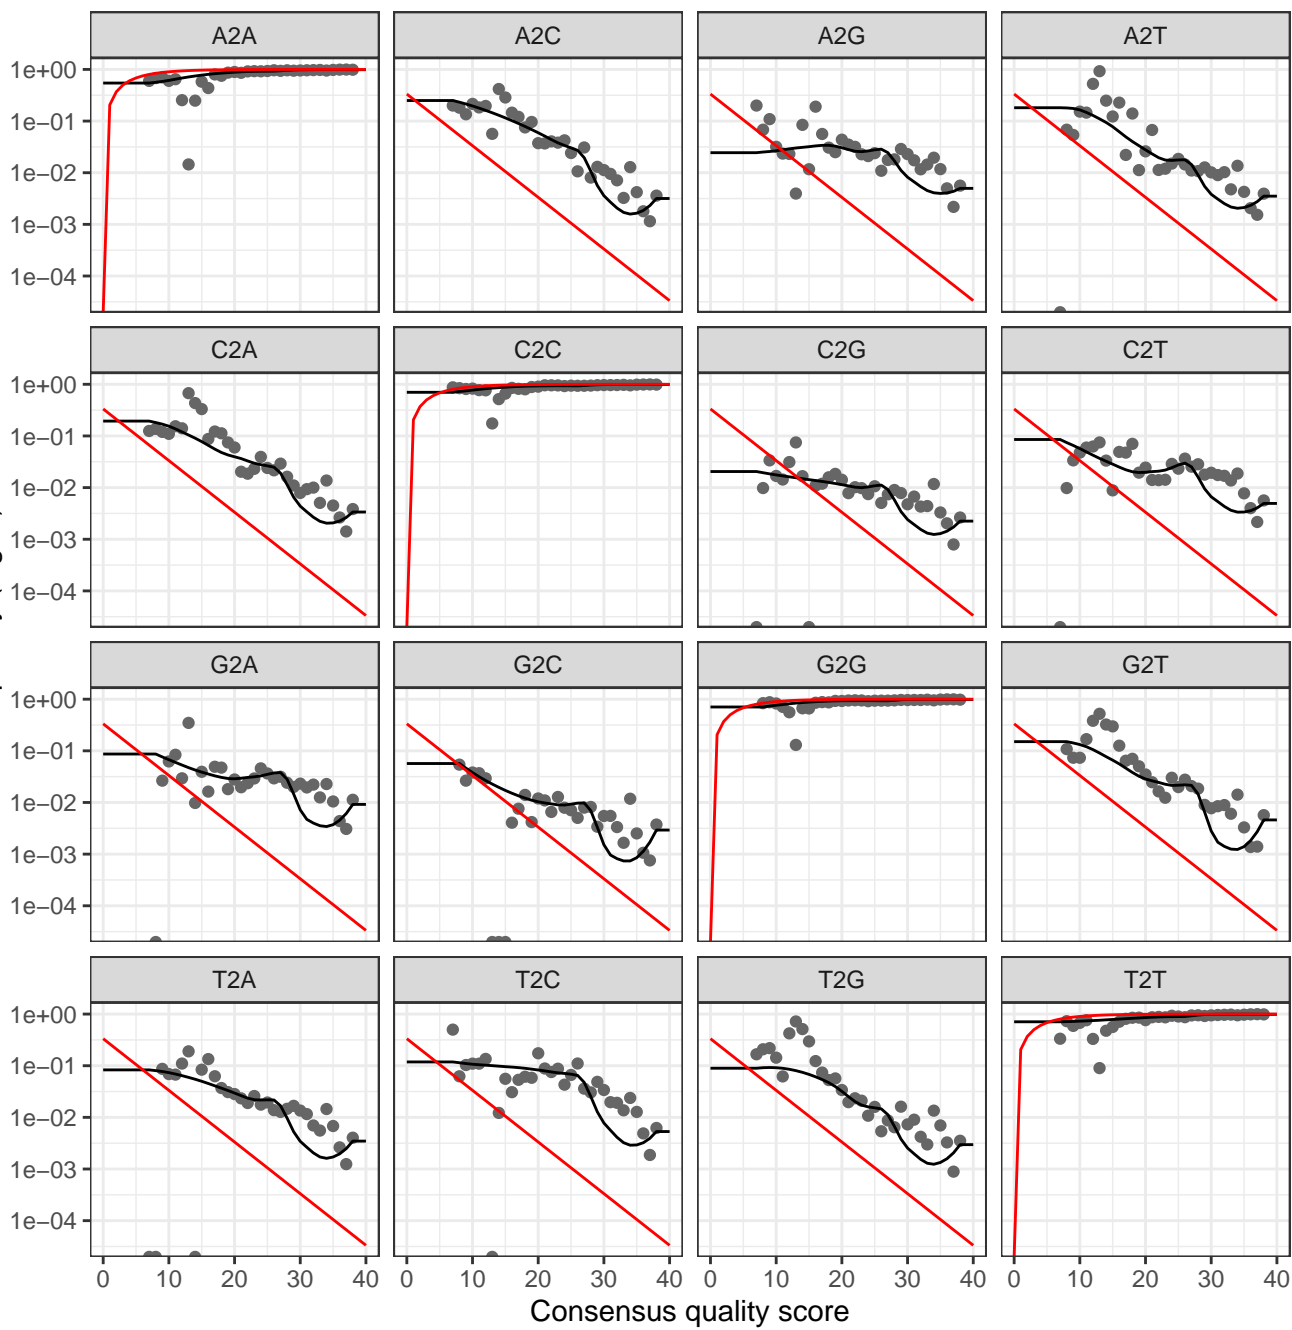 A2A A2C A2G A2T
1e+00
1e−01
1e−02
1e−03
1e−04
C2A C2C C2G C2T
1e+00
1e−01
1e−02
1e−03
1e−04
G2A G2C G2G G2T
1e+00
1e−01
1e−02
1e−03
1e−04
T2A T2C T2G T2T
1e+00
1e−01
1e−02
1e−03
1e−04
0 10 20 30 40 0 10 20 30 40 0 10 20 30 40 0 10 20 30 40
Consensus quality score